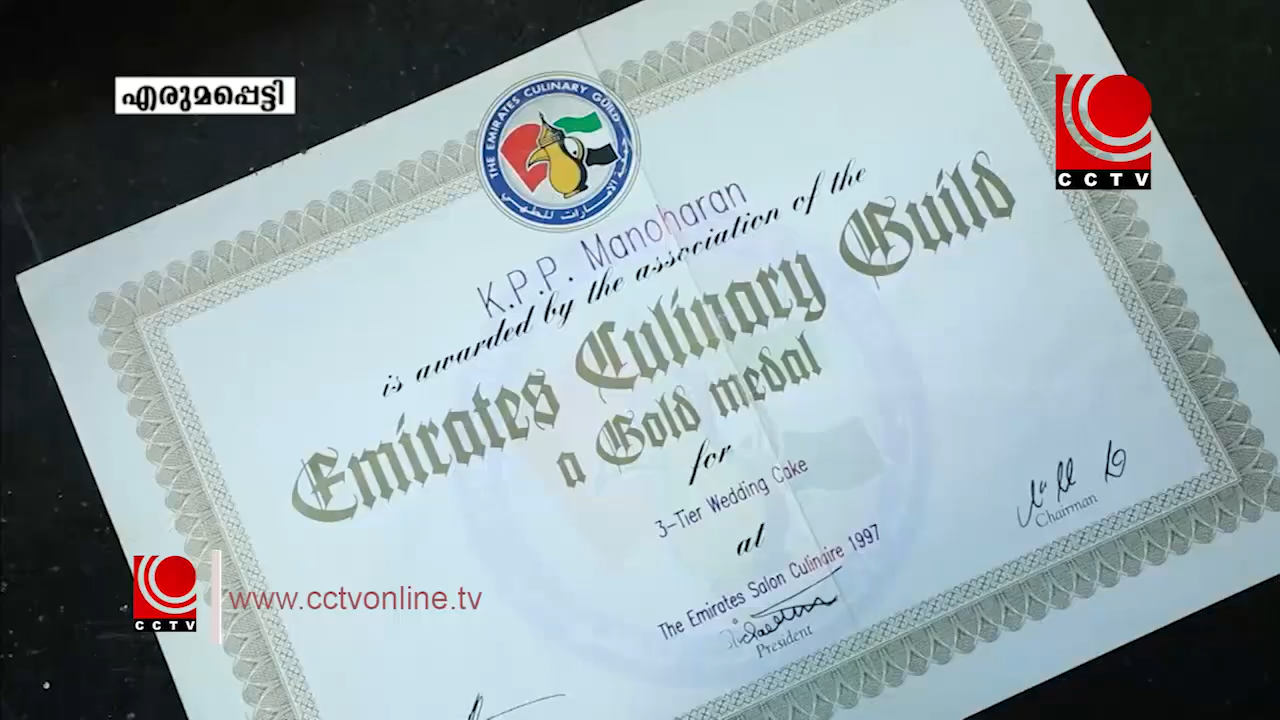 എരുമപ്പെട്ടി
CCTV
THE EMIRATES CULINARY GUILD
K.P.P. Manoharan
is awarded by the association of the
Emirates Culinary Guild
a Gold medal
for
3-Tier Wedding Cake
at
The Emirates Salon Culinaire 1997
President
Chairman
CCTV
www.cctvonline.tv